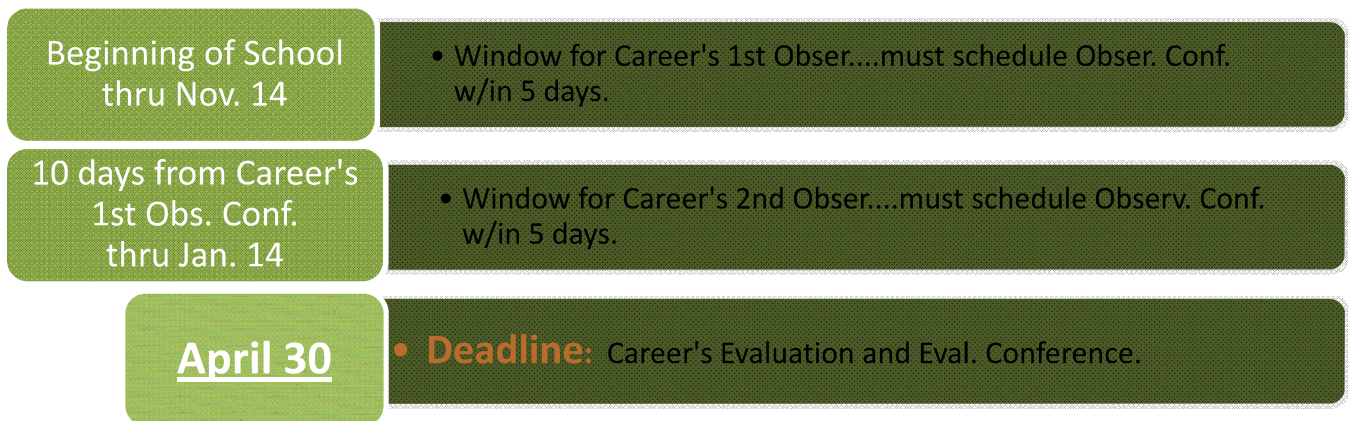 Beginning of School
thru Nov. 14
• Window for Career's 1st Obser....must schedule Obser. Conf.
w/in 5 days.
10 days from Career's
1st Obs. Conf.
thru Jan. 14
• Window for Career's 2nd Obser....must schedule Observ. Conf.
w/in 5 days.
April 30
• Deadline: Career's Evaluation and Eval. Conference.